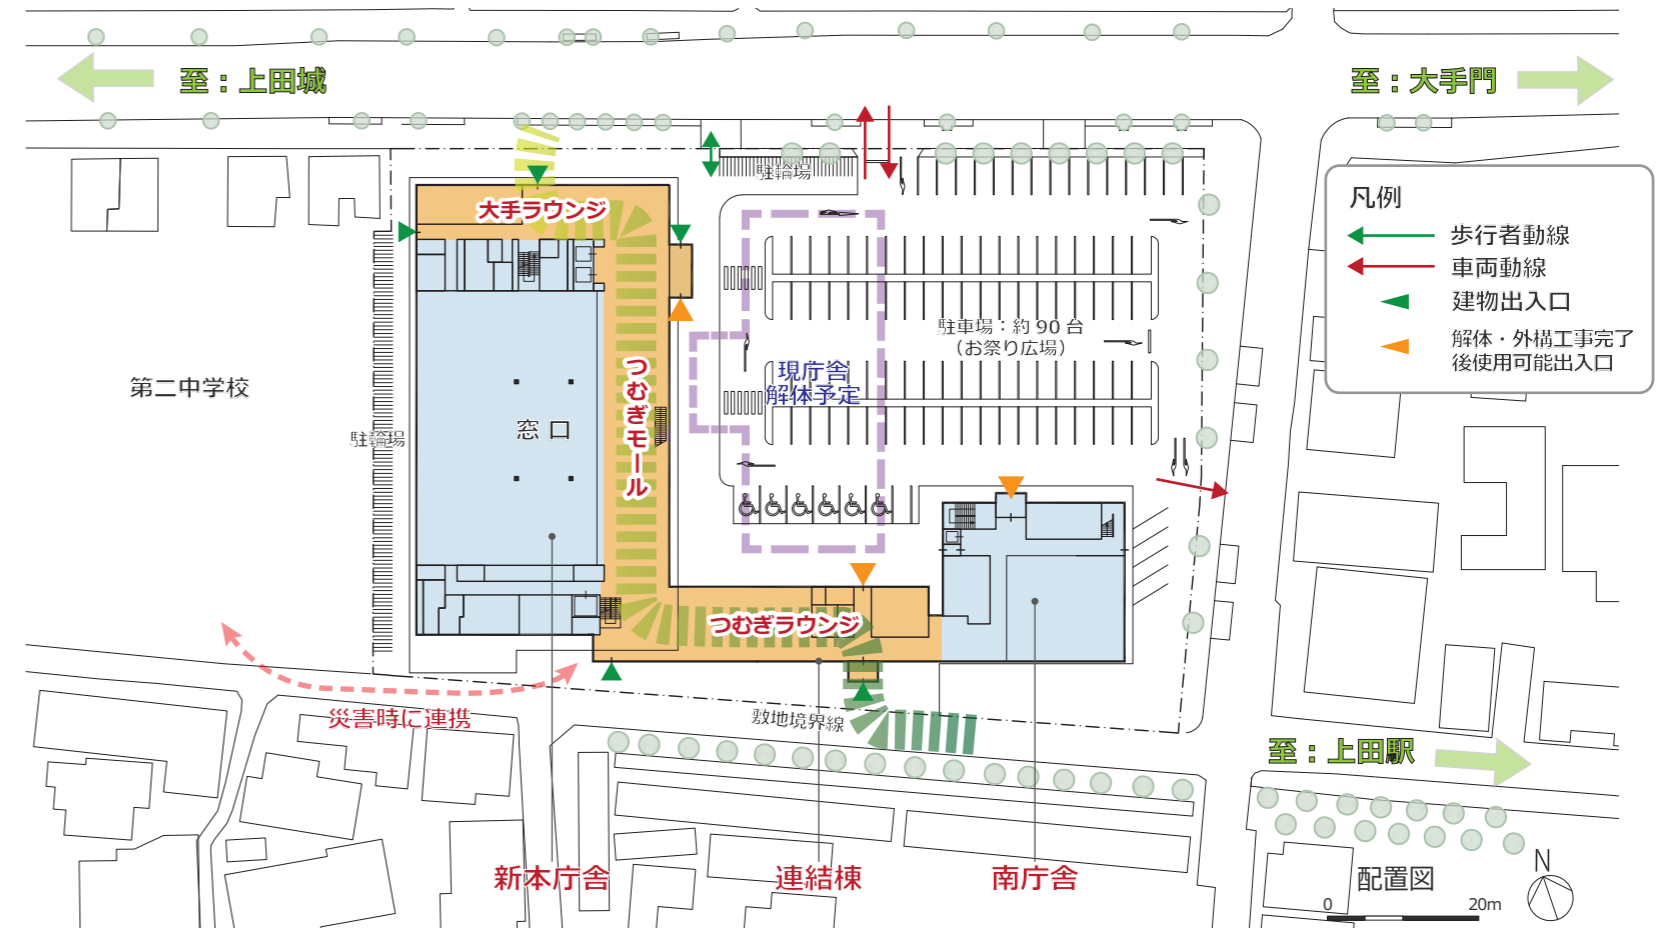 至：上田城
至：大手門
駐輪場
凡例
歩行者動線
車両動線
建物出入口
解体・外構工事完了
後使用可能出入口
大手ラウンジ
駐車場：約 90 台
（お祭り広場）
現庁舎
解体予定
つむぎモール
第二中学校
駐輪場
窓 口
つむぎラウンジ
災害時に連携
敷地境界線
至：上田駅
新本庁舎
連結棟
南庁舎
配置図
N
0
20m